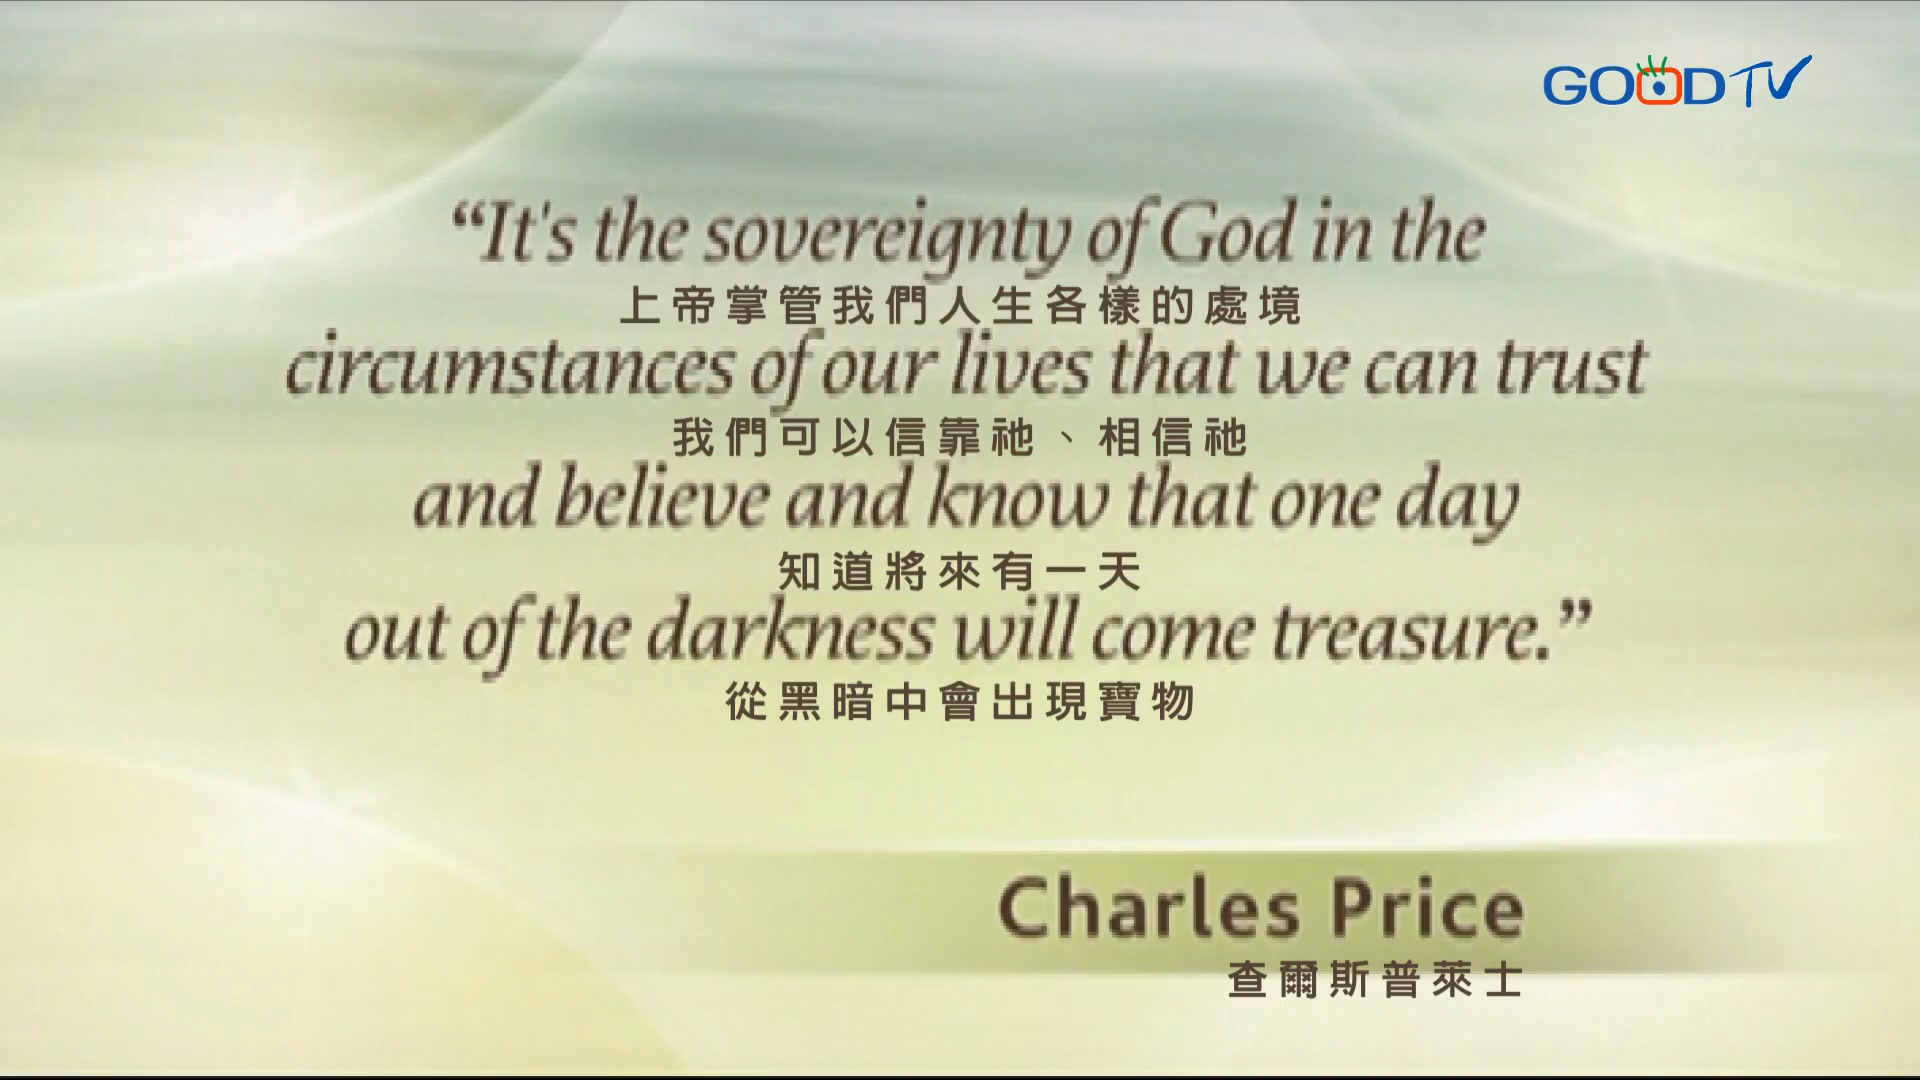 GOOD TV
“It's the sovereignty of God in the
上帝掌管我們人生各樣的處境
circumstances of our lives that we can trust
我們可以信靠祂、相信祂
and believe and know that one day
知道將來有一天
out of the darkness will come treasure.”
從黑暗中會出現寶物
Charles Price
查爾斯普萊士